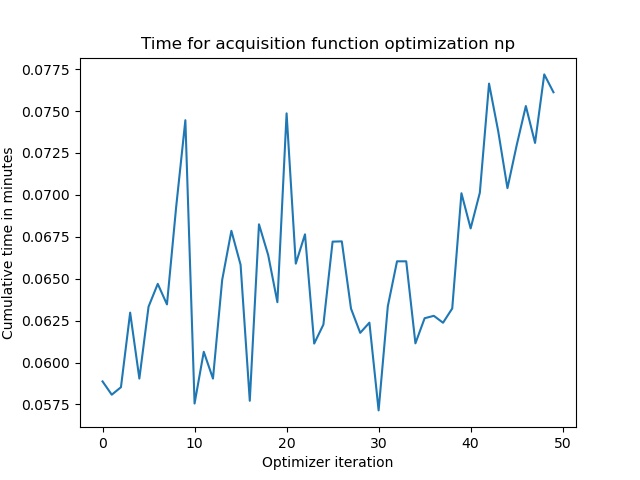 Time for acquisition function optimization np
Cumulative time in minutes
0.0775
0.0750
0.0725
0.0700
0.0675
0.0650
0.0625
0.0600
0.0575
0 10 20 30 40 50
Optimizer iteration